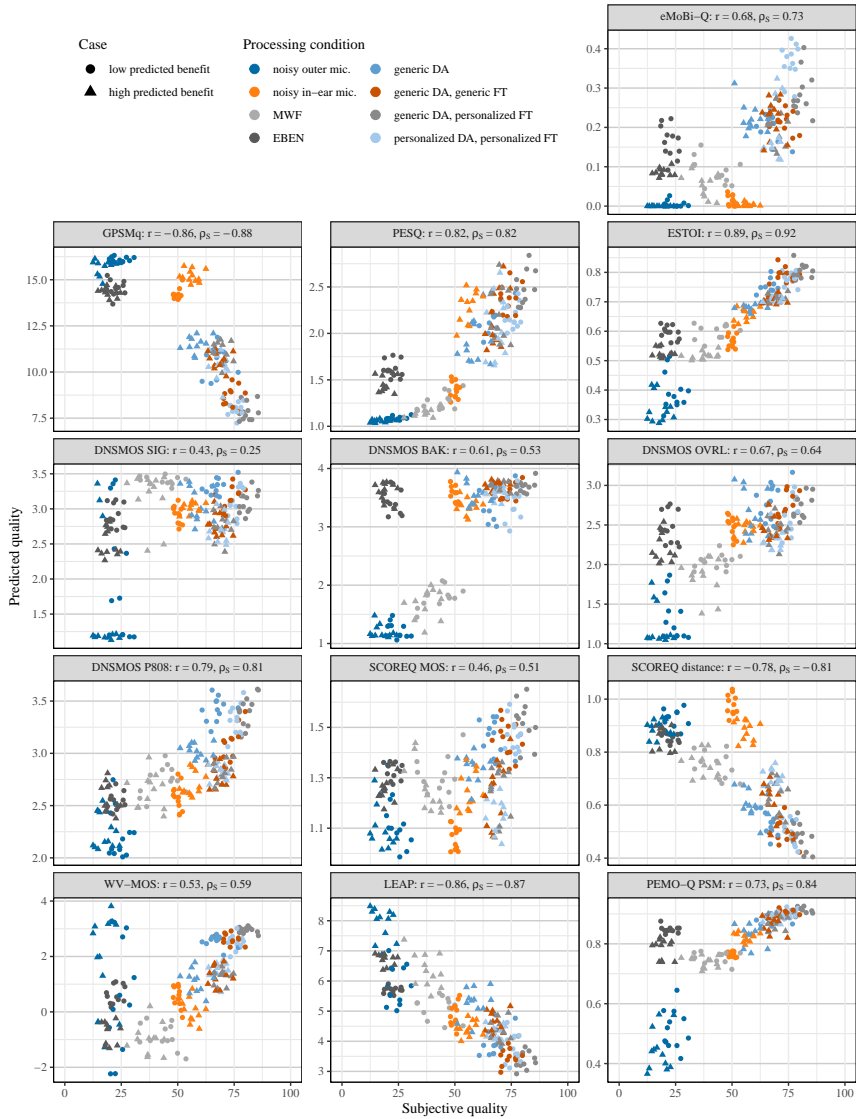 eMoBi−Q: r = 0.68, ρS = 0.73
Case
low predicted benefit
high predicted benefit
Processing condition
noisy outer mic.
noisy in−ear mic.
MWF
EBEN
generic DA
generic DA, generic FT
generic DA, personalized FT
personalized DA, personalized FT
0.4
0.3
0.2
0.1
0.0
GPSMq: r = −0.86, ρS = −0.88
PESQ: r = 0.82, ρS = 0.82
ESTOI: r = 0.89, ρS = 0.92
15.0
12.5
10.0
7.5
2.5
2.0
1.5
1.0
0.8
0.7
0.6
0.5
0.4
0.3
DNSMOS SIG: r = 0.43, ρS = 0.25
DNSMOS BAK: r = 0.61, ρS = 0.53
DNSMOS OVRL: r = 0.67, ρS = 0.64
3.5
3.0
2.5
2.0
1.5
4
3
2
1
3.0
2.5
2.0
1.5
1.0
Predicted quality
DNSMOS P808: r = 0.79, ρS = 0.81
SCOREQ MOS: r = 0.46, ρS = 0.51
SCOREQ distance: r = −0.78, ρS = −0.81
3.5
3.0
2.5
2.0
1.5
1.3
1.1
1.0
0.8
0.6
0.4
WV−MOS: r = 0.53, ρS = 0.59
LEAP: r = −0.86, ρS = −0.87
PEMO−Q PSM: r = 0.73, ρS = 0.84
4
2
0
−2
8
7
6
5
4
3
1.0
0.8
0.6
0.4
0 25 50 75 100
0 25 50 75 100
0 25 50 75 100
Subjective quality